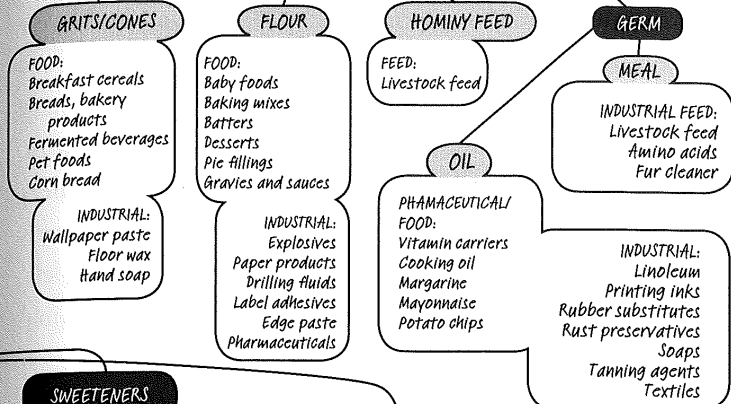 GRITS/CONES
FOOD:
Breakfast cereals
Breads, bakery
products
Fermented beverages
Pet foods
Corn bread
INDUSTRIAL:
Wallpaper paste
Floor wax
Hand soap
FLOUR
FOOD:
Baby foods
Baking mixes
Batters
Desserts
Pie fillings
Gravies and sauces
INDUSTRIAL:
Explosives
Paper products
Drilling fluids
Label adhesives
Edge paste
Pharmaceuticals
HOMINY FEED
FEED:
Livestock feed
GERM
MEAL
INDUSTRIAL FEED:
Livestock feed
Amino acids
Fur cleaner
OIL
PHAMACEUTICAL/
FOOD:
Vitamin carriers
Cooking oil
Margarine
Mayonnaise
Potato chips
INDUSTRIAL:
Linoleum
Printing inks
Rubber substitutes
Rust preservatives
Soaps
Tanning agents
Textiles
SWEETENERS